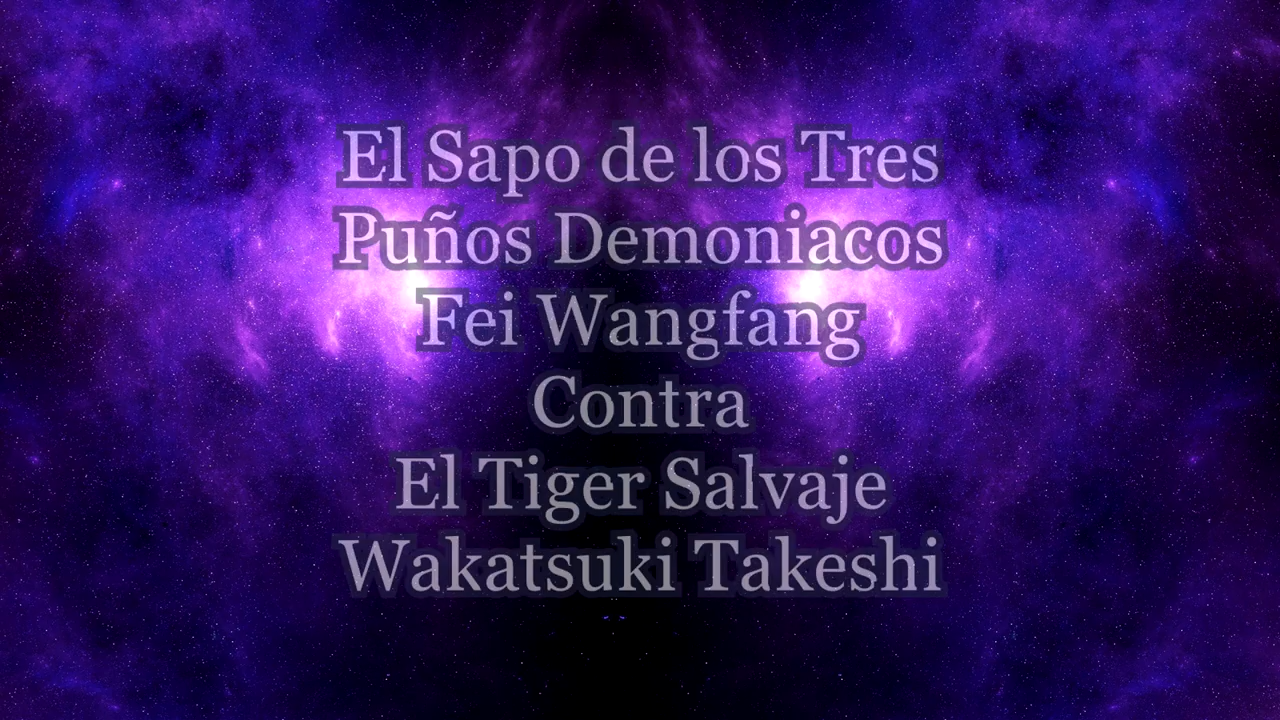 El Sapo de los Tres
Puños Demoniacos
Fei Wangfang
Contra
El Tiger Salvaje
Wakatsuki Takeshi